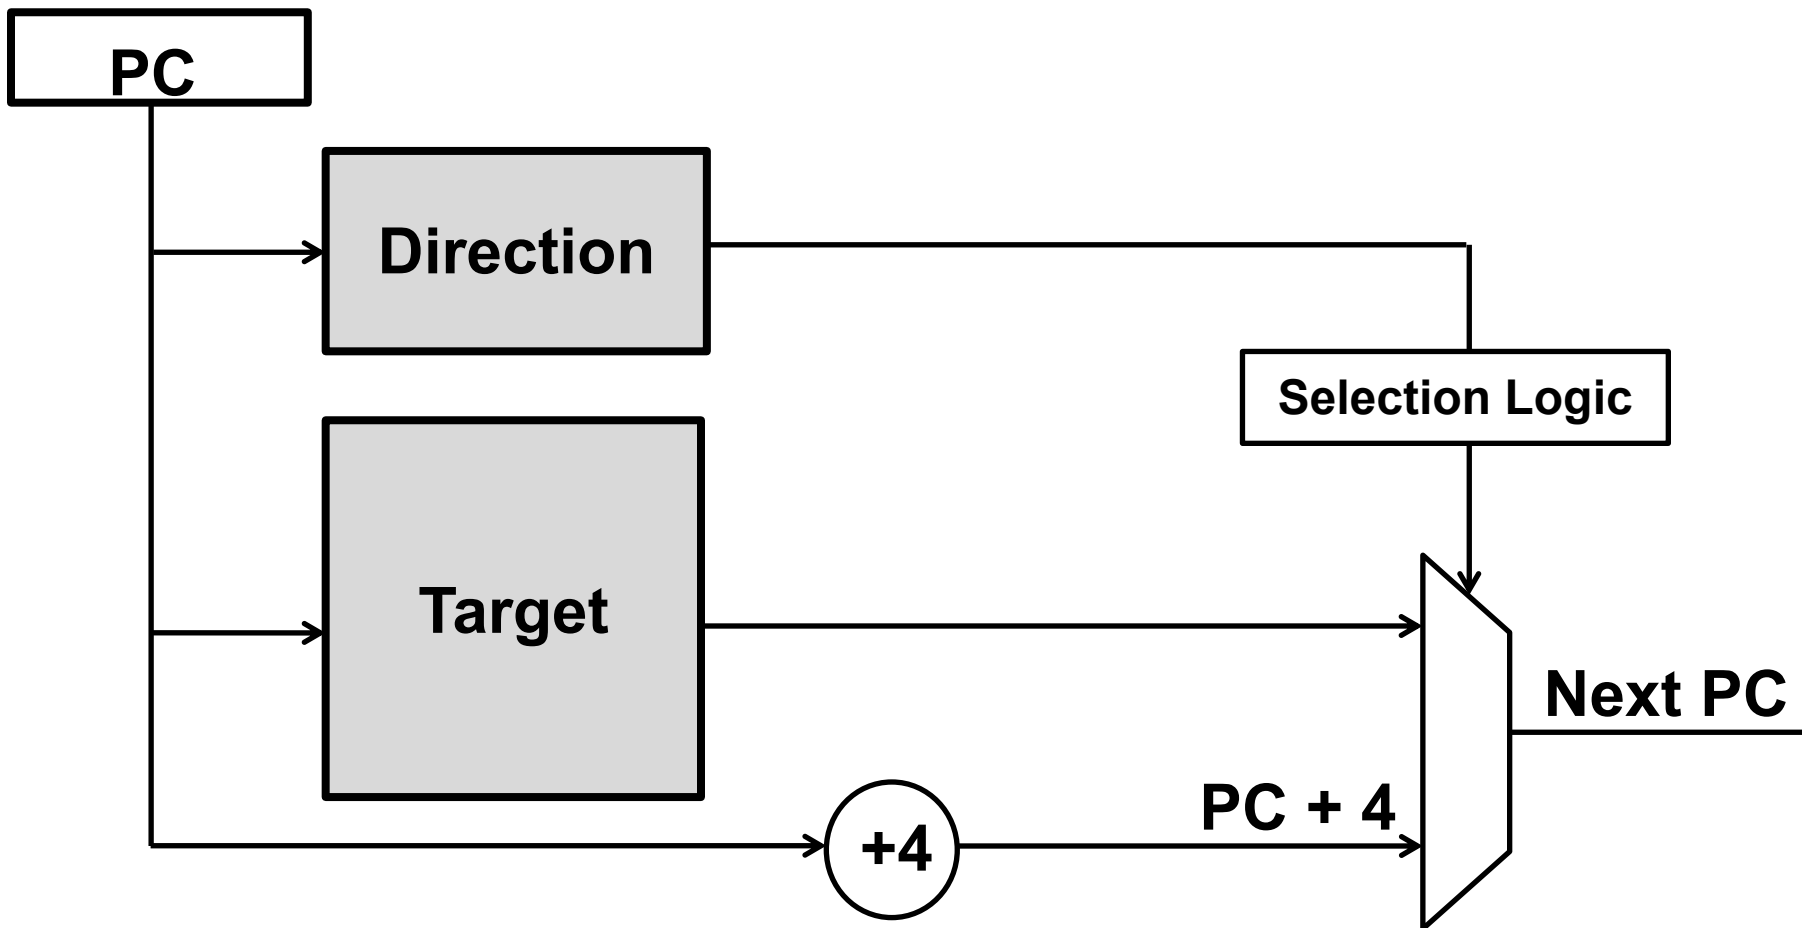 PC
Direction
Selection Logic
Target
Next PC
PC + 4
+4